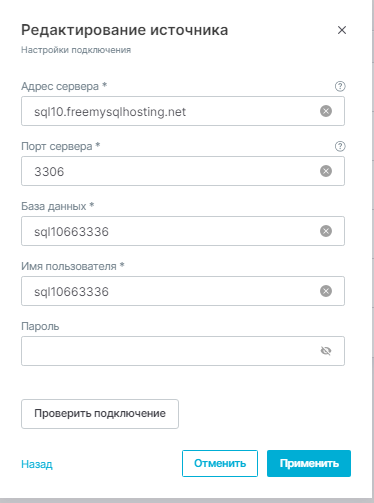 Редактирование источника
Настройки подключения
Адрес сервера *
sql10.freemysqlhosting.net
Порт сервера *
3306
База данных *
sql10663336
Имя пользователя *
sql10663336
Пароль
Проверить подключение
Назад
Отменить
Применить